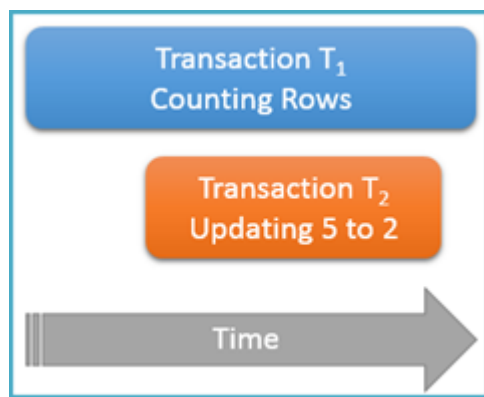 Transaction T₁
Counting Rows
Transaction T₂
Updating 5 to 2
Time